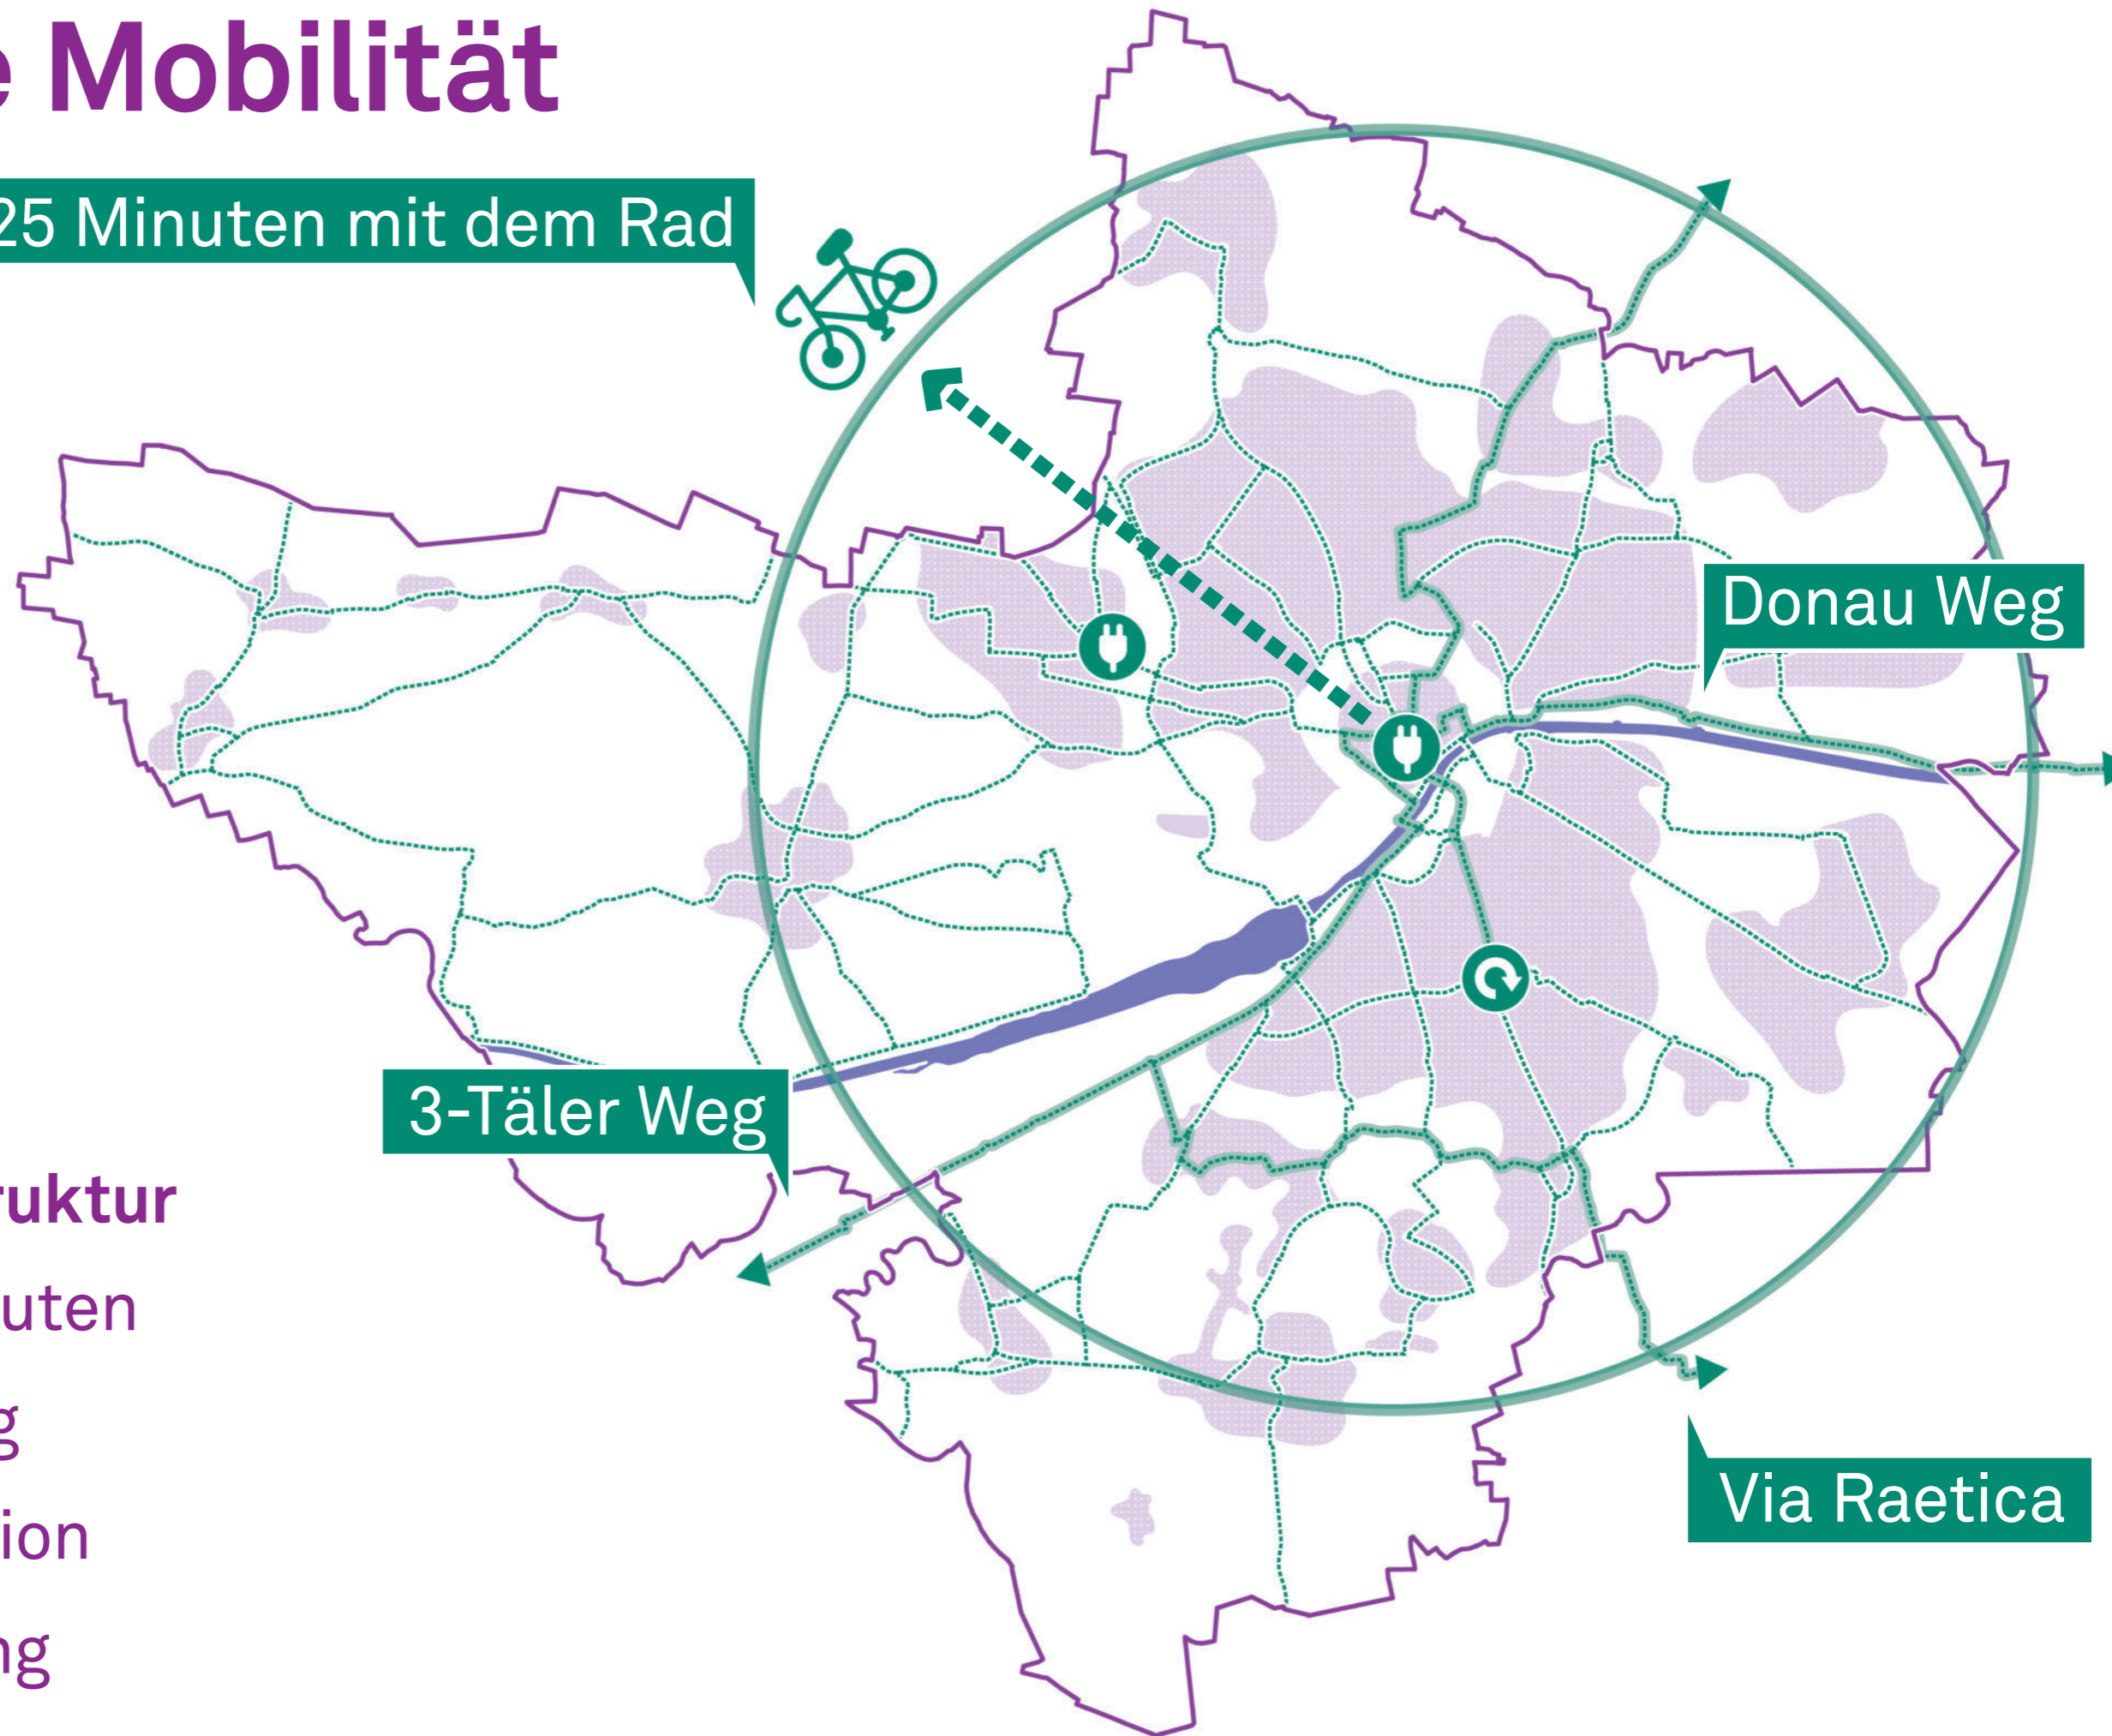 e Mobilität
25 Minuten mit dem Rad
Donau Weg
3-Täler Weg
ruktur
uten
g
ion
ng
Via Raetica